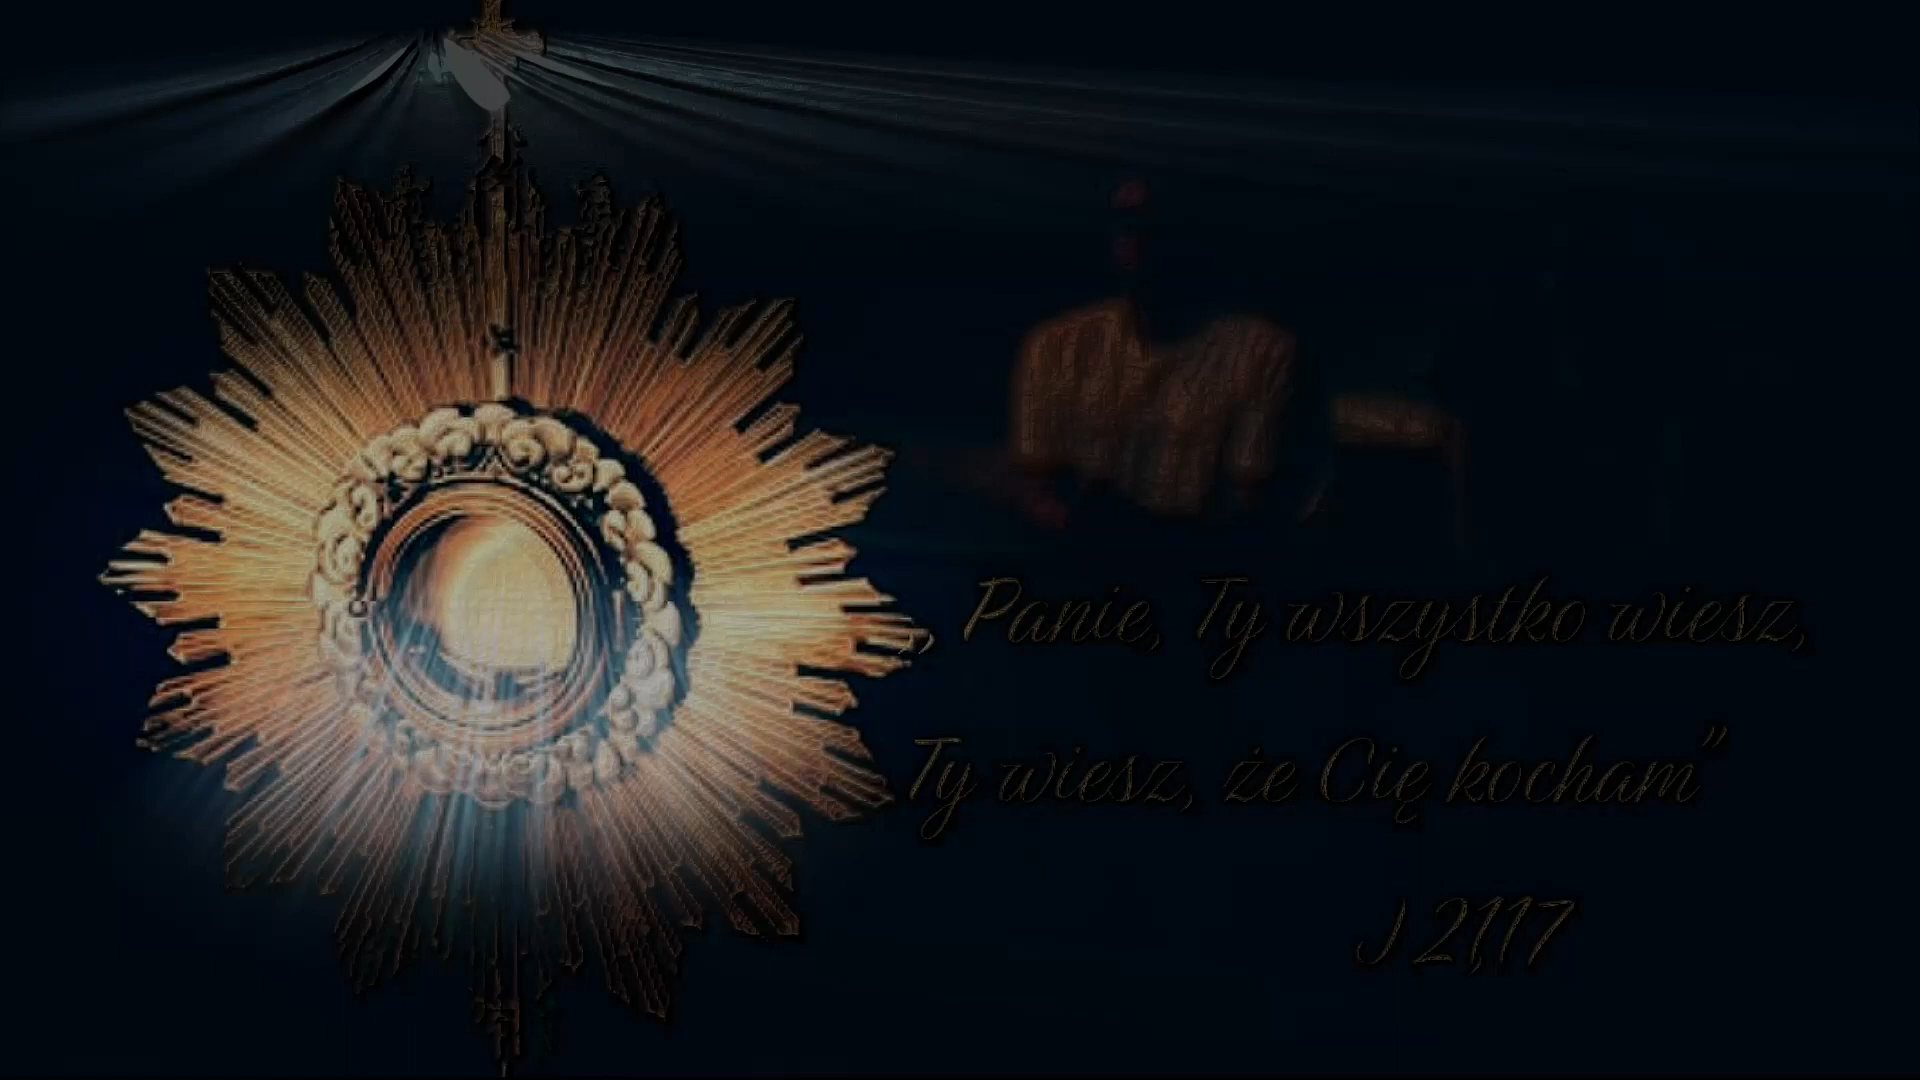 ,, Panie, Ty wszystko wiesz,
Ty wiesz, że Cię kocham”
J 21,17